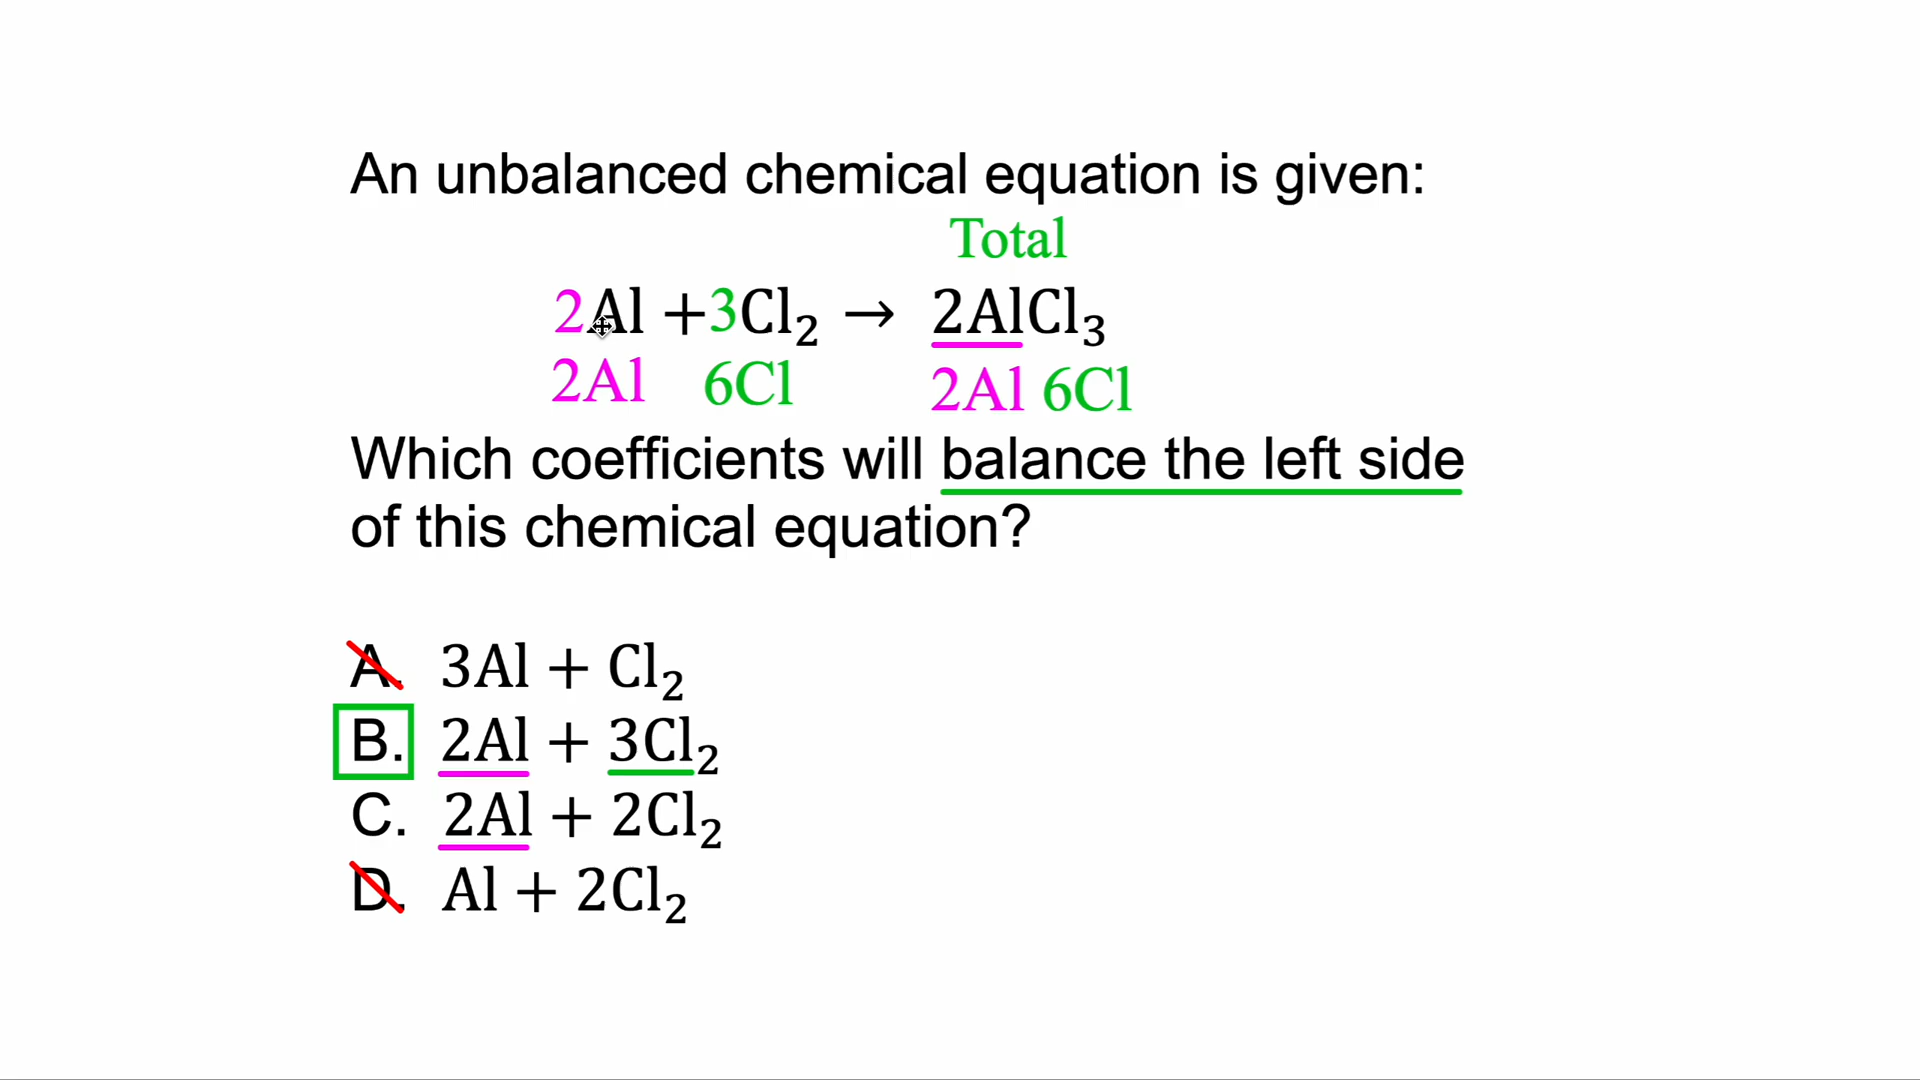 An unbalanced chemical equation is given:
Total
2Al +3Cl₂ → 2AlCl₃
2Al 6Cl 2Al 6Cl
Which coefficients will balance the left side
of this chemical equation?
A. 3Al + Cl₂
B. 2Al + 3Cl₂
C. 2Al + 2Cl₂
D. Al + 2Cl₂